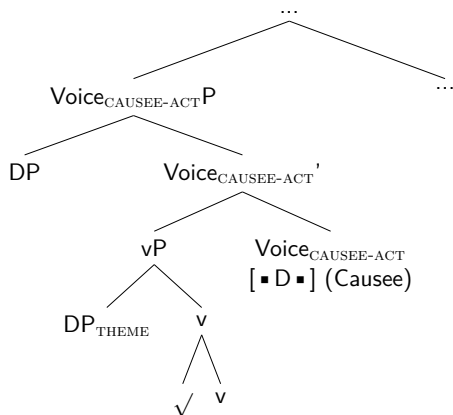 ...
Voice_CAUSEE-ACT P ...
DP Voice_CAUSEE-ACT'
vP Voice_CAUSEE-ACT
[▪D▪] (Causee)
DP_THEME v
√ v